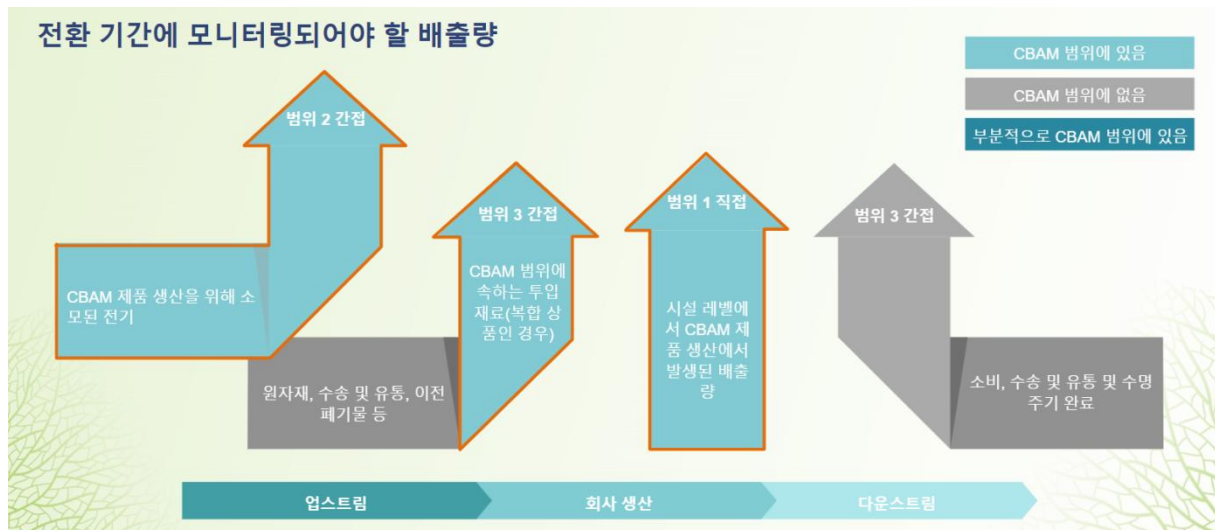 전환 기간에 모니터링되어야 할 배출량
CBAM 범위에 있음
CBAM 범위에 없음
부분적으로 CBAM 범위에 있음
범위 2 간접
CBAM 제품 생산을 위해 소
모된 전기
원자재, 수송 및 유통, 이전
폐기물 등
범위 3 간접
CBAM 범위에
속하는 투입
재료(복합 상
품인 경우)
범위 1 직접
시설 레벨에
서 CBAM 제
품 생산에서
발생된 배출
량
범위 3 간접
소비, 수송 및 유통 및 수명
주기 완료
업스트림
회사 생산
다운스트림